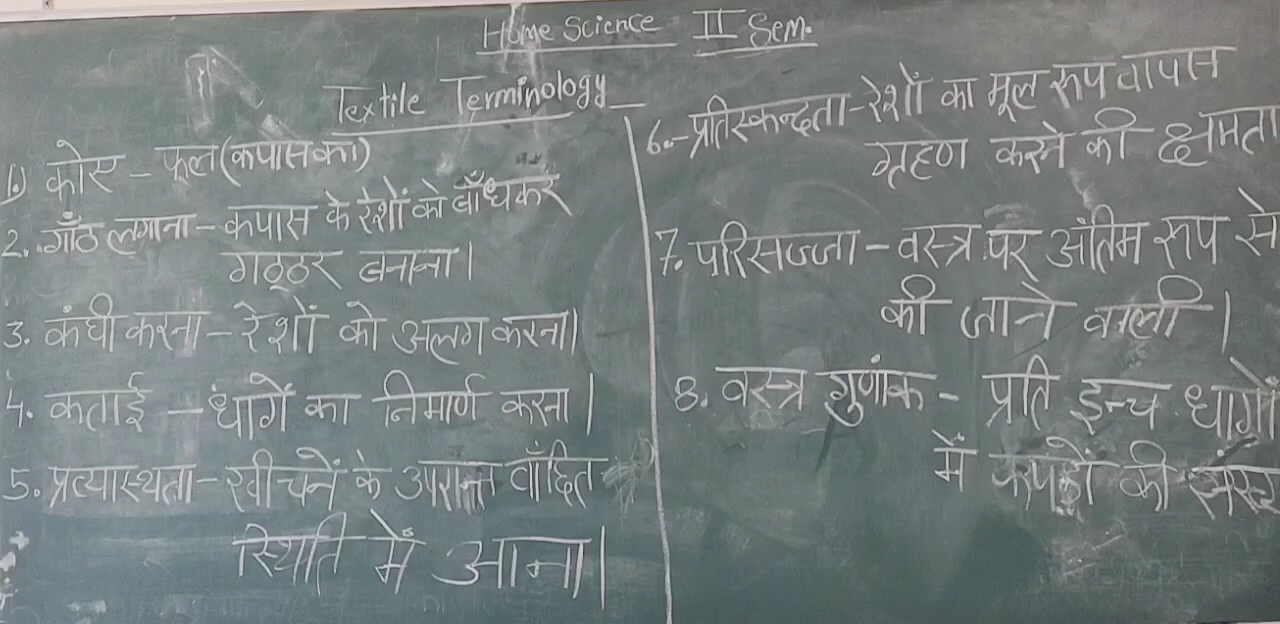 Home Science II Sem.
Textile Terminology
1.) कोए - फूल (कपास का)
2. गाँठ लगाना - कपास के रेशों को बाँधकर
गठ्ठर बनाना।
3. कंघी करना - रेशों को अलग करना।
4. कताई - धागें का निर्माण करना।
5. प्रत्यास्थता - खींचनें के उपरान्त वाँछित
स्थिति में आना।
6. - प्रतिस्कन्दता - रेशों का मूल रूप वापान
ग्रहण करने की क्षमता
7. परिसज्जा - वस्त्र पर अंतिम रूप से
की जाने वाली।
8. वस्त्र गुणांक - प्रति इन्च धागों
में कपड़ों की